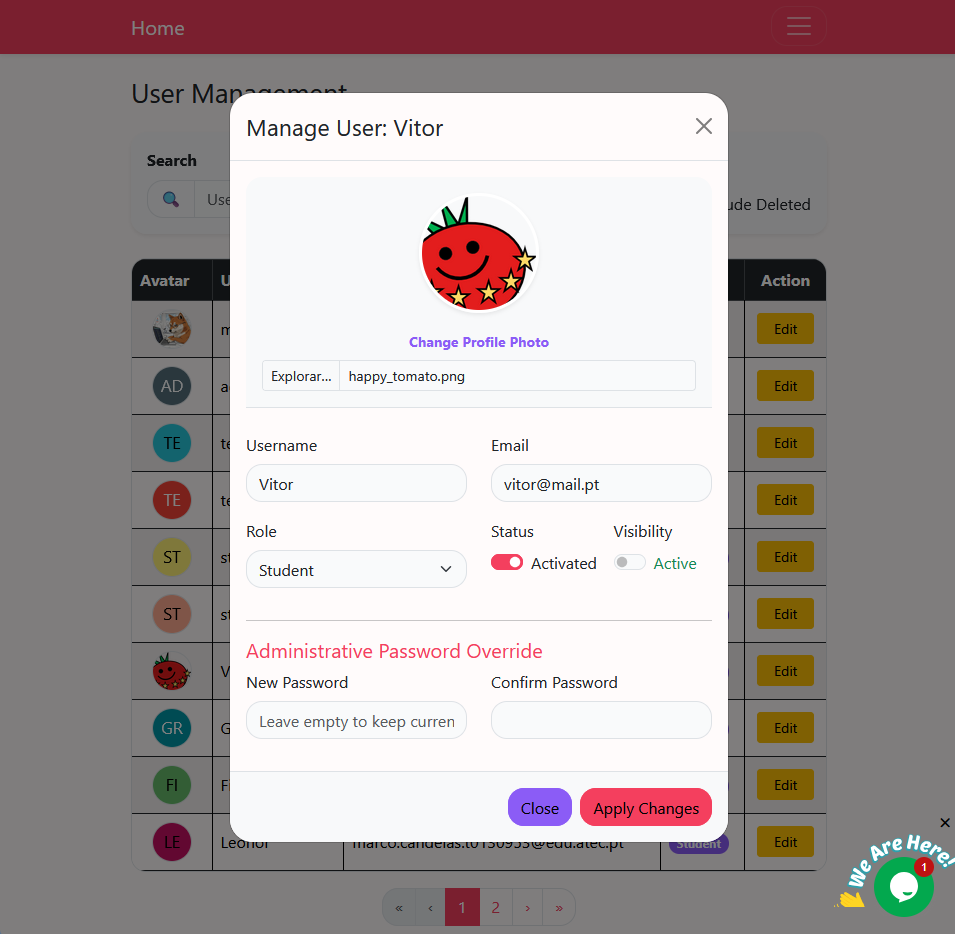 Home
User Management
Manage User: Vitor
Search
Use
ude Deleted
Change Profile Photo
Explorar... happy_tomato.png
Avatar U Action
m Edit
AD a Edit
TE te Edit
TE te Edit
ST st Edit
ST st Edit
V Edit
GR G Edit
FI Fi Edit
LE Leonor marco.candeias.t0130953@edu.atec.pt Student Edit
Username Email
Vitor vitor@mail.pt
Role Status Visibility
Student Activated Active
Administrative Password Override
New Password Confirm Password
Leave empty to keep curren
Close Apply Changes
« ‹ 1 2 › »
We Are Here!
1